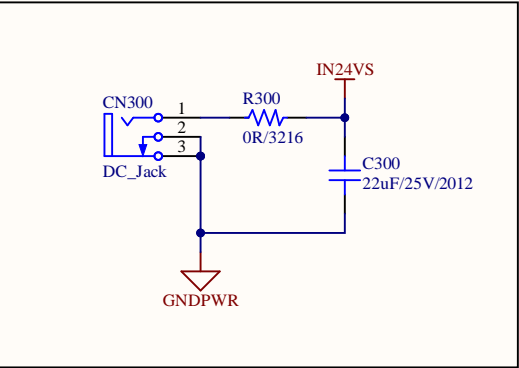 IN24VS
CN300
1
R300
2
0R/3216
3
DC_Jack
C300
22uF/25V/2012
GNDPWR